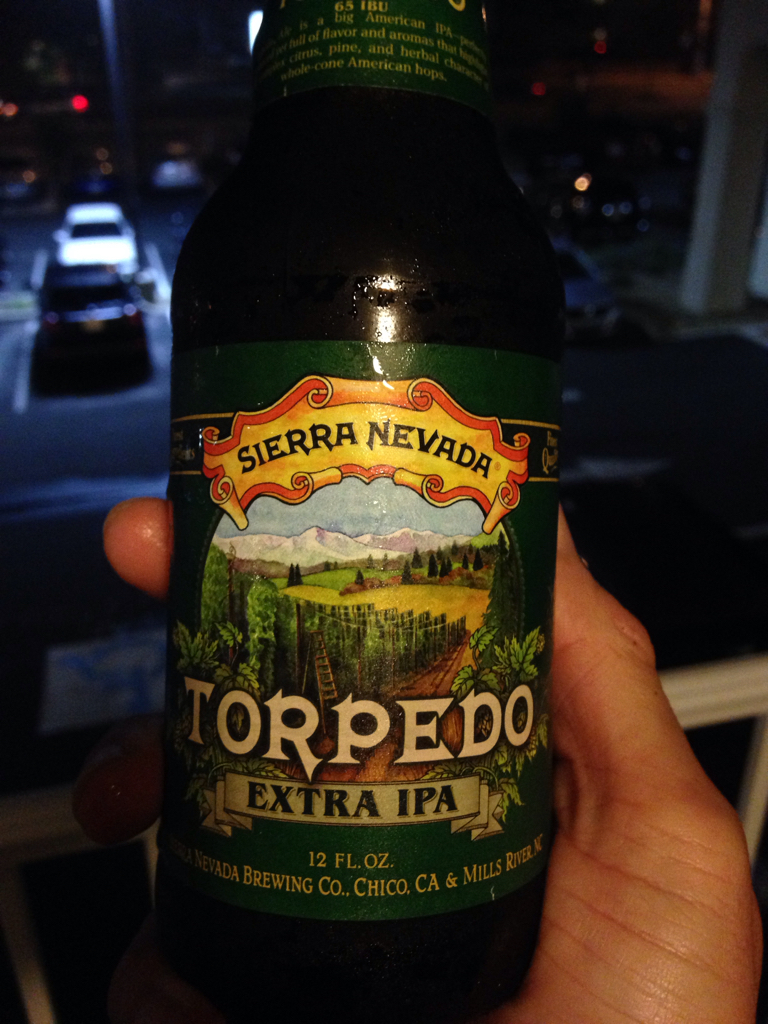 65 IBU
Ale is a big American IPA
full of flavor and aromas that
citrus, pine, and herbal
whole-cone American hops.
SIERRA NEVADA
TORPEDO
EXTRA IPA
12 FL. OZ.
NEVADA BREWING CO., CHICO, CA & MILLS RIVER, NC